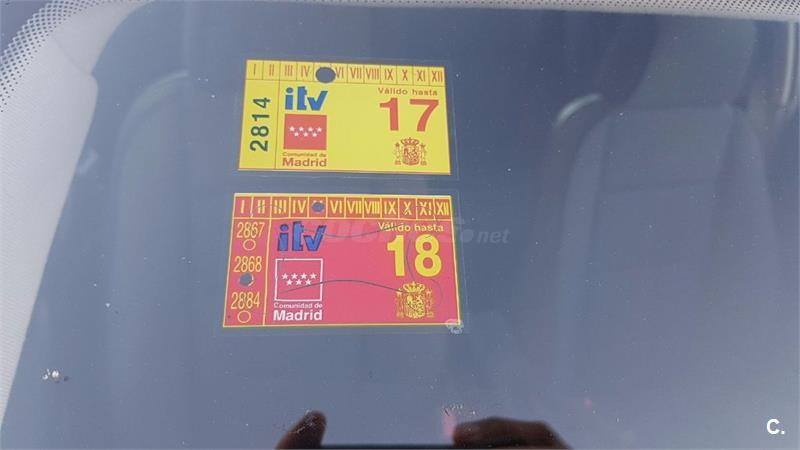 I II III IV VI VII VIII IX X XI XII
2814
itv
Válido hasta
17
Comunidad de
Madrid
I II III IV VI VII VIII IX X XI XII
2867
2868
2884
itv
Válido hasta
18
Comunidad de
Madrid
.net
C.